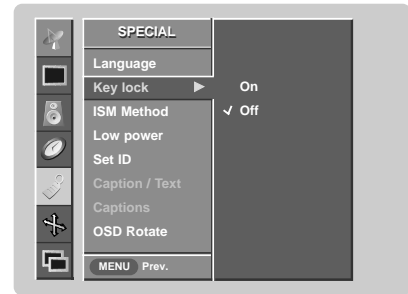 SPECIAL
Language
Key lock
On
ISM Method
Off
Low power
Set ID
Caption / Text
Captions
OSD Rotate
MENU Prev.